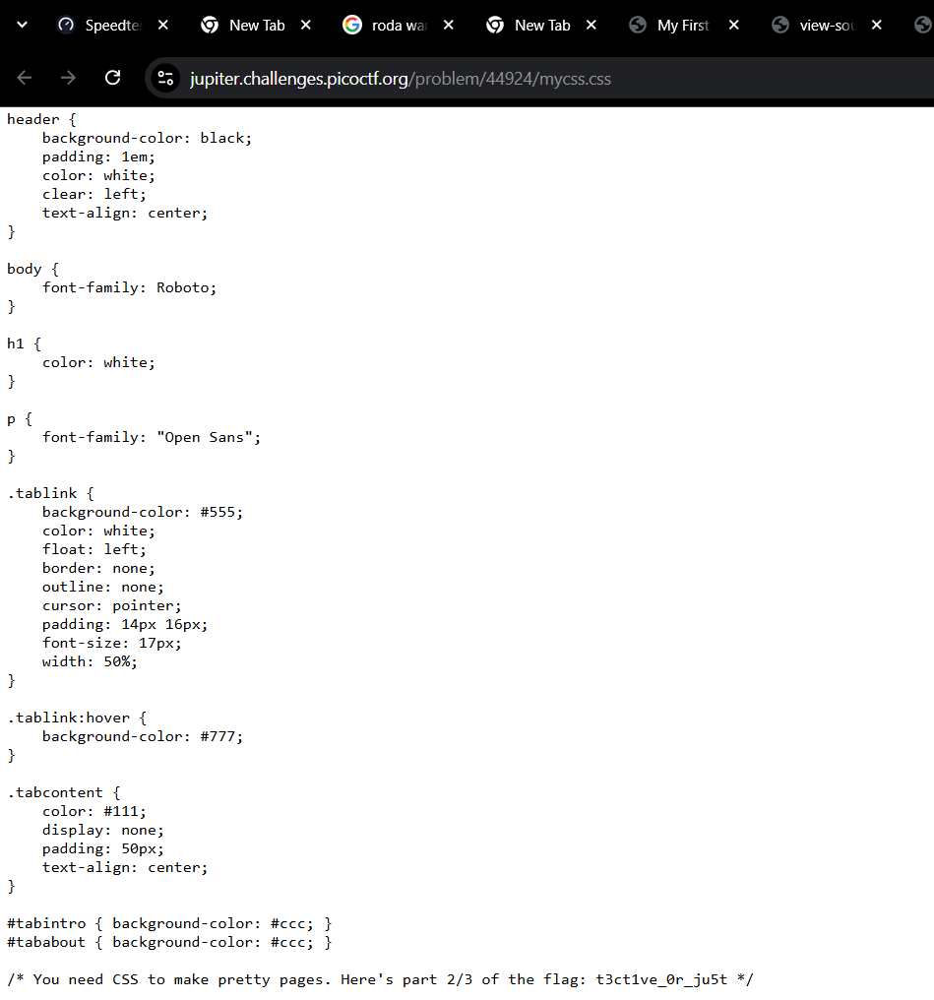 Speedte
New Tab
roda wa
New Tab
My First
view-sou
jupiter.challenges.picoctf.org/problem/44924/mycss.css
header {
    background-color: black;
    padding: 1em;
    color: white;
    clear: left;
    text-align: center;
}
body {
    font-family: Roboto;
}
h1 {
    color: white;
}
p {
    font-family: "Open Sans";
}
.tablink {
    background-color: #555;
    color: white;
    float: left;
    border: none;
    outline: none;
    cursor: pointer;
    padding: 14px 16px;
    font-size: 17px;
    width: 50%;
}
.tablink:hover {
    background-color: #777;
}
.tabcontent {
    color: #111;
    display: none;
    padding: 50px;
    text-align: center;
}
#tabintro { background-color: #ccc; }
#tababout { background-color: #ccc; }
/* You need CSS to make pretty pages. Here's part 2/3 of the flag: t3ct1ve_0r_ju5t */